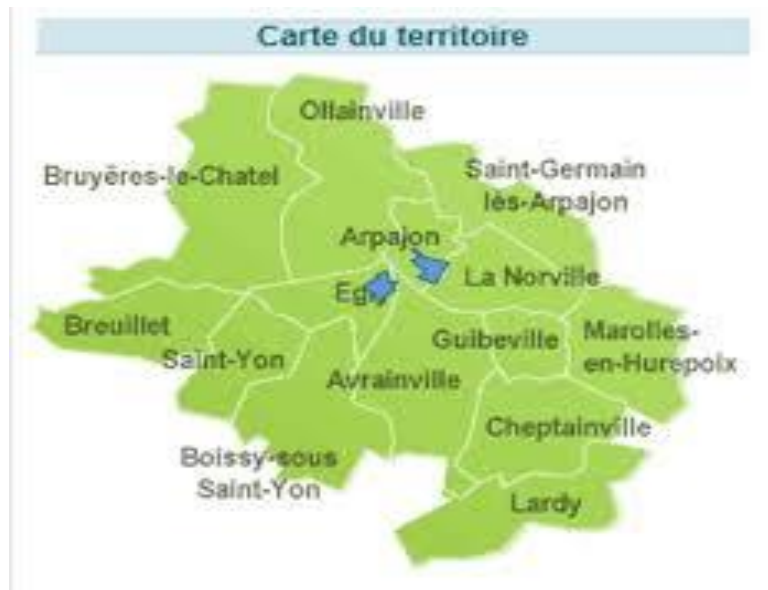 Carte du territoire
Ollainville
Bruyères-le-Chatel
Saint-Germain
lès-Arpajon
Arpajon
La Norville
Breuillet
Guibeville
Marolles-
en-Hurepoix
Saint-Yon
Avrainville
Cheptainville
Boissy-sous
Saint-Yon
Lardy